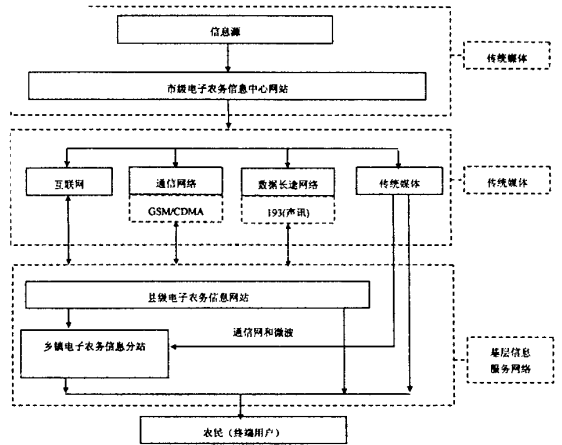 信息源
传统媒体
市级电子农务信息中心网站
互联网
通信网络
数据长途网络
传统媒体
传统媒体
GSM/CDMA
193(声讯)
县级电子农务信息网站
通信网和微波
乡镇电子农务信息分站
基层信息
服务网络
农民（终端用户）